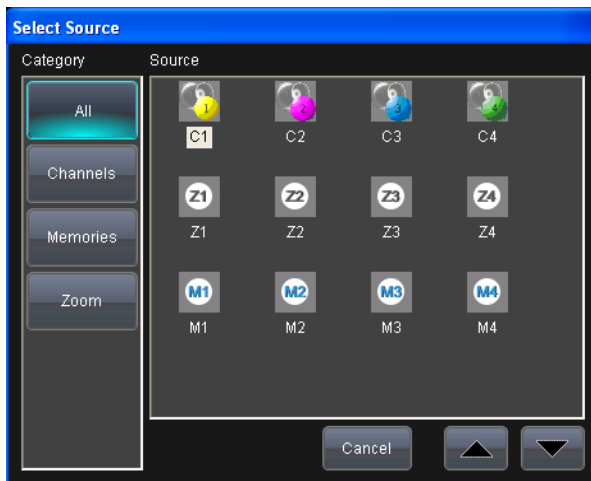 Select Source
Category Source
All
Channels
Memories
Zoom
1 2 3 4
C1 C2 C3 C4
Z1 Z2 Z3 Z4
Z1 Z2 Z3 Z4
M1 M2 M3 M4
M1 M2 M3 M4
Cancel